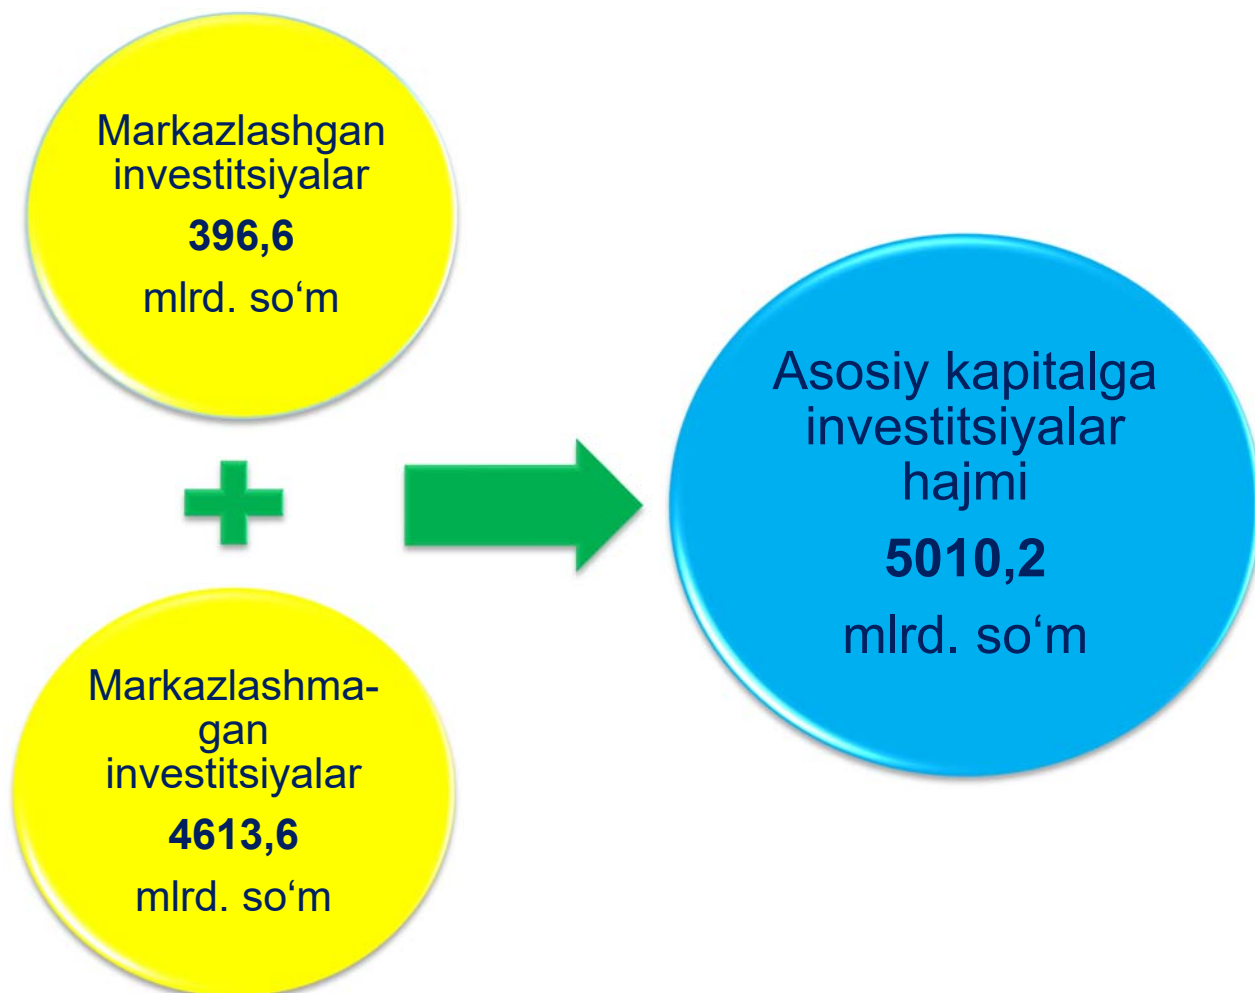 Markazlashgan
investitsiyalar
396,6
mlrd. so‘m
Markazlashma-
gan
investitsiyalar
4613,6
mlrd. so‘m
Asosiy kapitalga
investitsiyalar
hajmi
5010,2
mlrd. so‘m